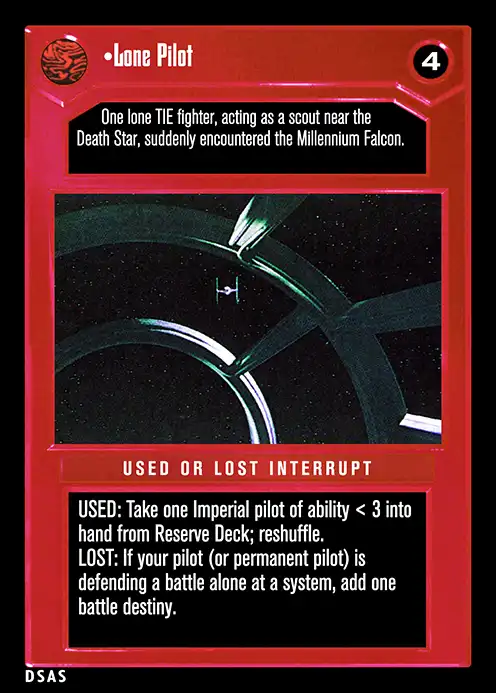 •Lone Pilot
4
One lone TIE fighter, acting as a scout near the
Death Star, suddenly encountered the Millennium Falcon.
USED OR LOST INTERRUPT
USED: Take one Imperial pilot of ability < 3 into
hand from Reserve Deck; reshuffle.
LOST: If your pilot (or permanent pilot) is
defending a battle alone at a system, add one
battle destiny.
DSAS